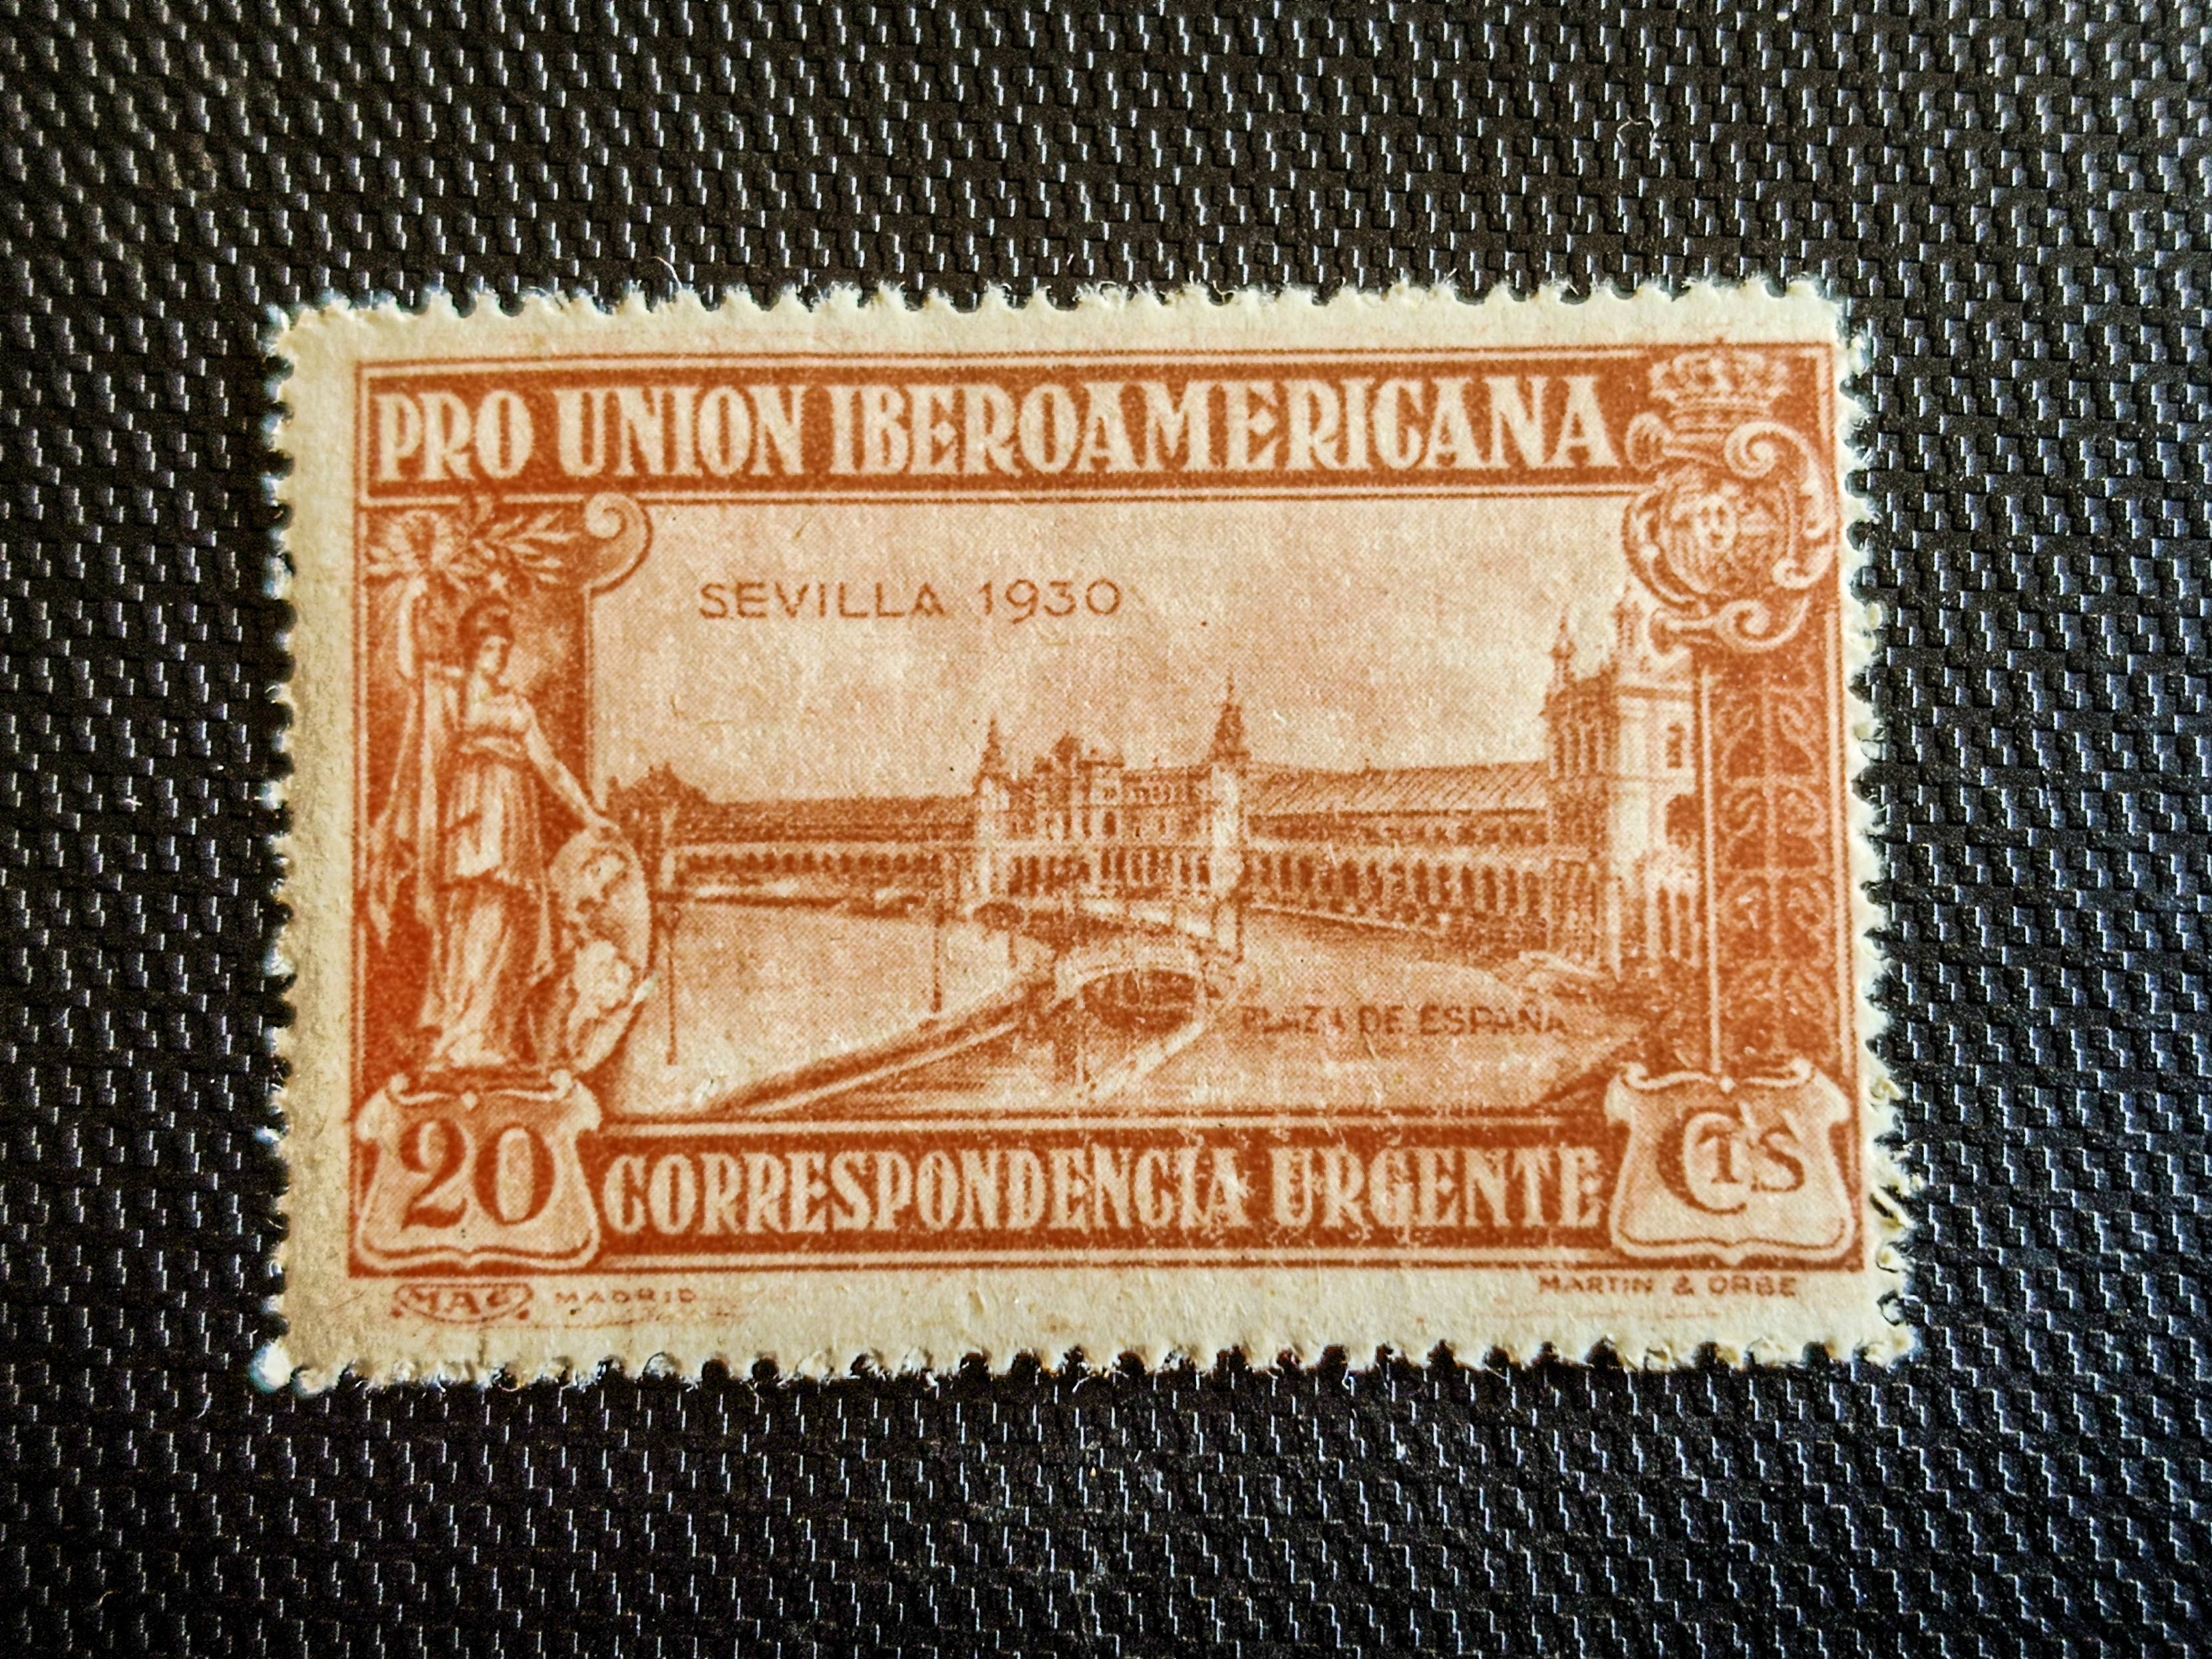 PRO UNION IBEROAMERICANA
SEVILLA 1930
PLAZA DE ESPAÑA
20 CORRESPONDENCIA URGENTE CTS
MADRID MARTIN & ORBE